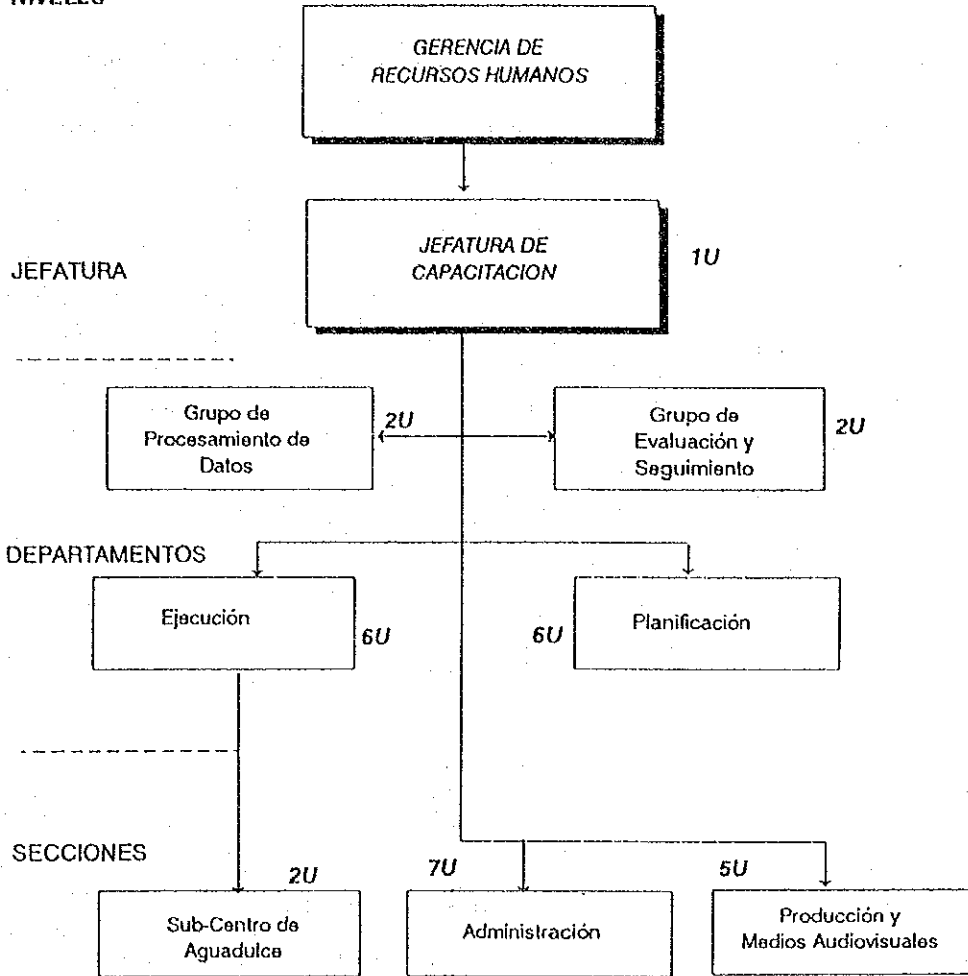 NIVELES
GERENCIA DE
RECURSOS HUMANOS
JEFATURA
JEFATURA DE
CAPACITACION
1U
Grupo de
Procesamiento de
Datos
2U
Grupo de
Evaluación y
Seguimiento
2U
DEPARTAMENTOS
Ejecución
6U
6U
Planificación
SECCIONES
2U
7U
5U
Sub-Centro de
Aguadulce
Administración
Producción y
Medios Audiovisuales